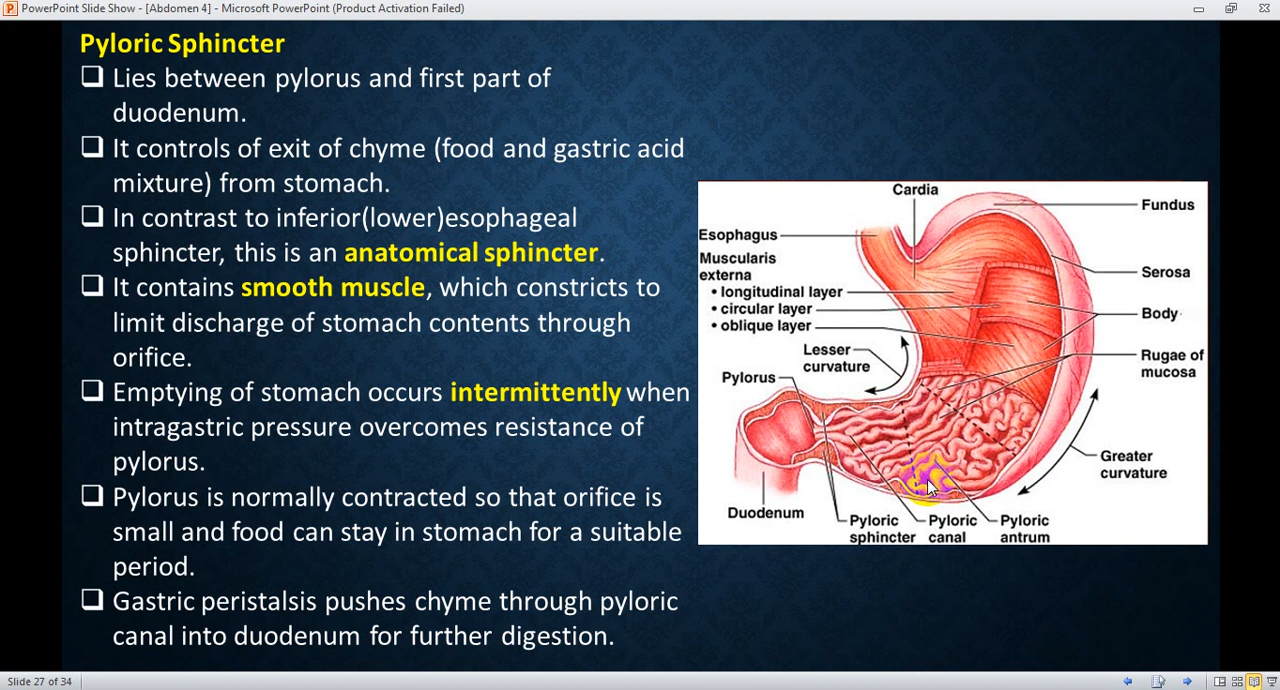 PowerPoint Slide Show - [Abdomen 4] - Microsoft PowerPoint (Product Activation Failed)
Pyloric Sphincter
❑ Lies between pylorus and first part of
duodenum.
❑ It controls of exit of chyme (food and gastric acid
mixture) from stomach.
❑ In contrast to inferior(lower)esophageal
sphincter, this is an anatomical sphincter.
❑ It contains smooth muscle, which constricts to
limit discharge of stomach contents through
orifice.
❑ Emptying of stomach occurs intermittently when
intragastric pressure overcomes resistance of
pylorus.
❑ Pylorus is normally contracted so that orifice is
small and food can stay in stomach for a suitable
period.
❑ Gastric peristalsis pushes chyme through pyloric
canal into duodenum for further digestion.
Cardia
Fundus
Esophagus
Muscularis
externa
• longitudinal layer
• circular layer
• oblique layer
Serosa
Body
Lesser
curvature
Rugae of
mucosa
Pylorus
Greater
curvature
Duodenum
Pyloric
sphincter
Pyloric
canal
Pyloric
antrum
Slide 27 of 34